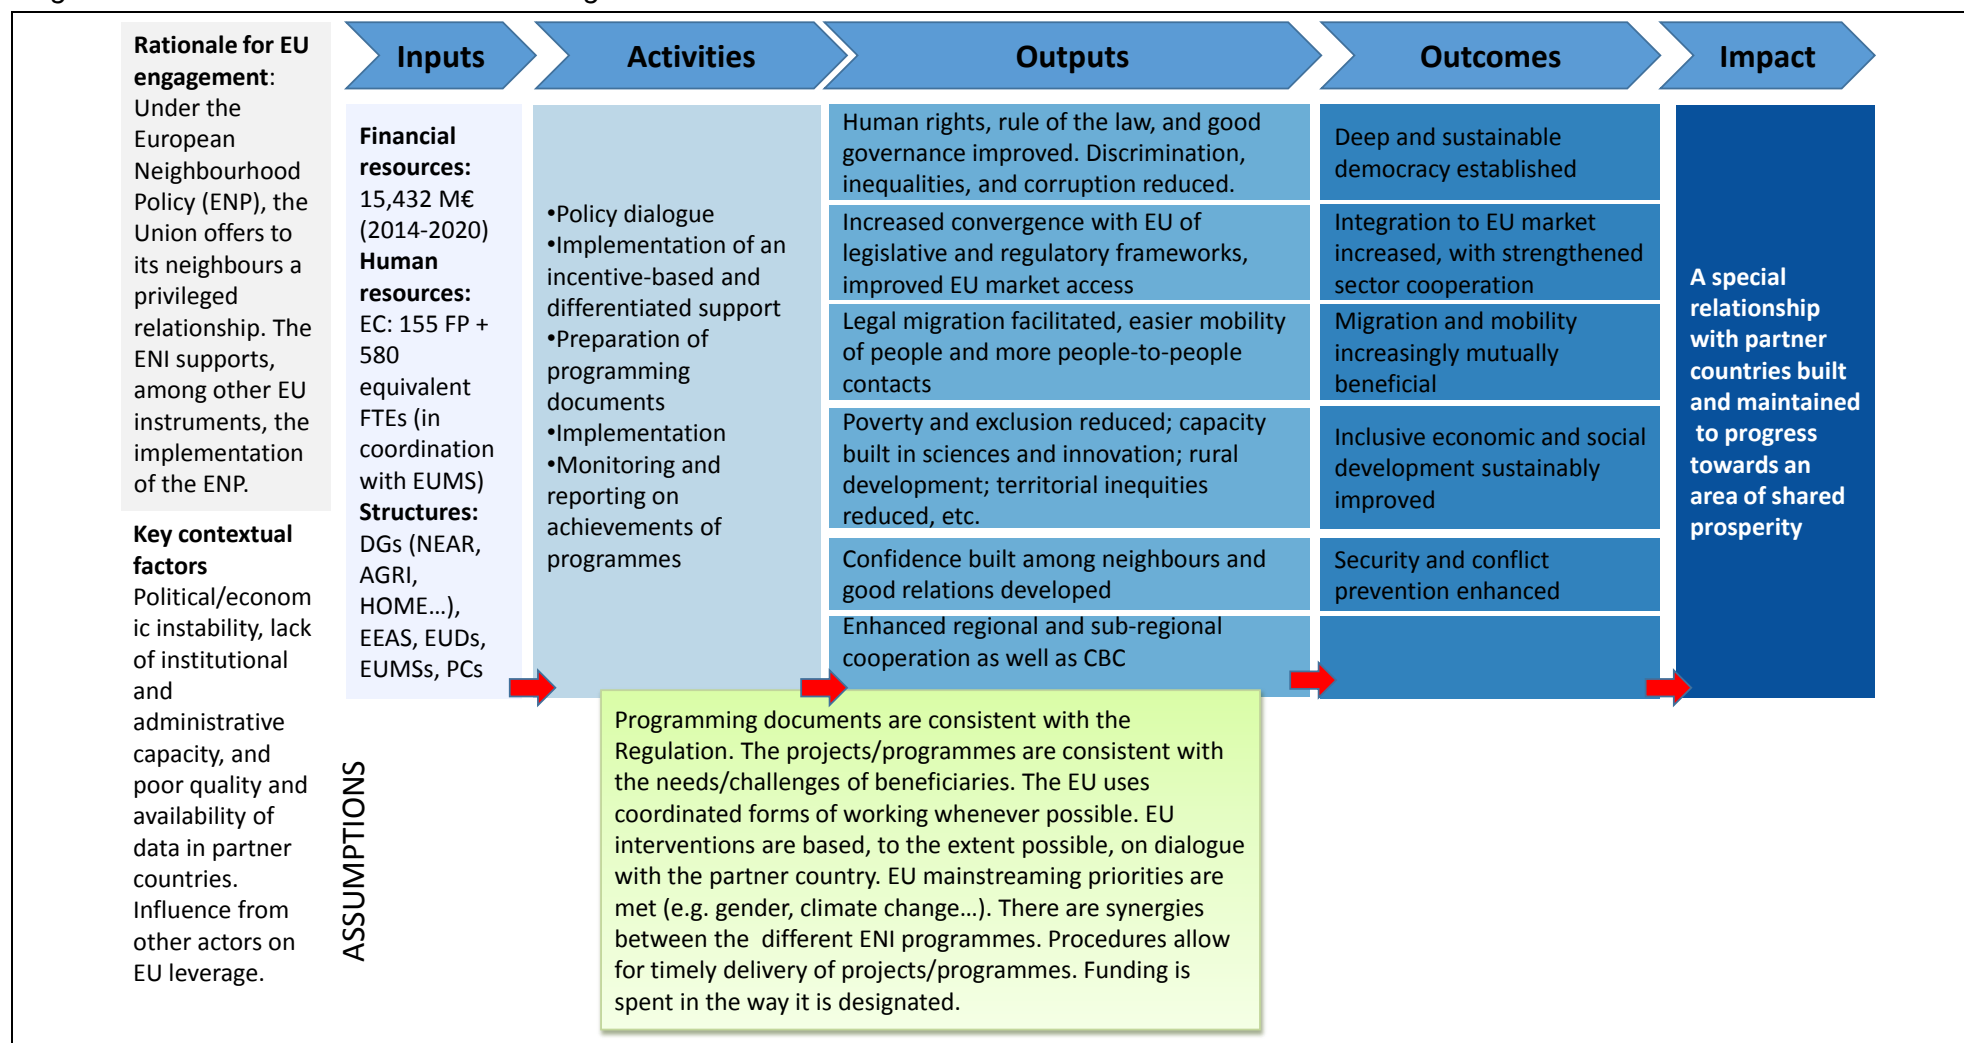 Rationale for EU
engagement:
Under the
European
Neighbourhood
Policy (ENP), the
Union offers to
its neighbours a
privileged
relationship. The
ENI supports,
among other EU
instruments, the
implementation
of the ENP.
Key contextual
factors
Political/econom
ic instability, lack
of institutional
and
administrative
capacity, and
poor quality and
availability of
data in partner
countries.
Influence from
other actors on
EU leverage.
Inputs
Financial
resources:
15,432 M€
(2014-2020)
Human
resources:
EC: 155 FP +
580
equivalent
FTEs (in
coordination
with EUMS)
Structures:
DGs (NEAR,
AGRI,
HOME…),
EEAS, EUDs,
EUMSs, PCs
Activities
•Policy dialogue
•Implementation of an
incentive-based and
differentiated support
•Preparation of
programming
documents
•Implementation
•Monitoring and
reporting on
achievements of
programmes
Outputs
Human rights, rule of the law, and good
governance improved. Discrimination,
inequalities, and corruption reduced.
Increased convergence with EU of
legislative and regulatory frameworks,
improved EU market access
Legal migration facilitated, easier mobility
of people and more people-to-people
contacts
Poverty and exclusion reduced; capacity
built in sciences and innovation; rural
development; territorial inequities
reduced, etc.
Confidence built among neighbours and
good relations developed
Enhanced regional and sub-regional
cooperation as well as CBC
Outcomes
Deep and sustainable
democracy established
Integration to EU market
increased, with strengthened
sector cooperation
Migration and mobility
increasingly mutually
beneficial
Inclusive economic and social
development sustainably
improved
Security and conflict
prevention enhanced
Impact
A special
relationship
with partner
countries built
and maintained
to progress
towards an
area of shared
prosperity
ASSUMPTIONS
Programming documents are consistent with the
Regulation. The projects/programmes are consistent with
the needs/challenges of beneficiaries. The EU uses
coordinated forms of working whenever possible. EU
interventions are based, to the extent possible, on dialogue
with the partner country. EU mainstreaming priorities are
met (e.g. gender, climate change…). There are synergies
between the  different ENI programmes. Procedures allow
for timely delivery of projects/programmes. Funding is
spent in the way it is designated.